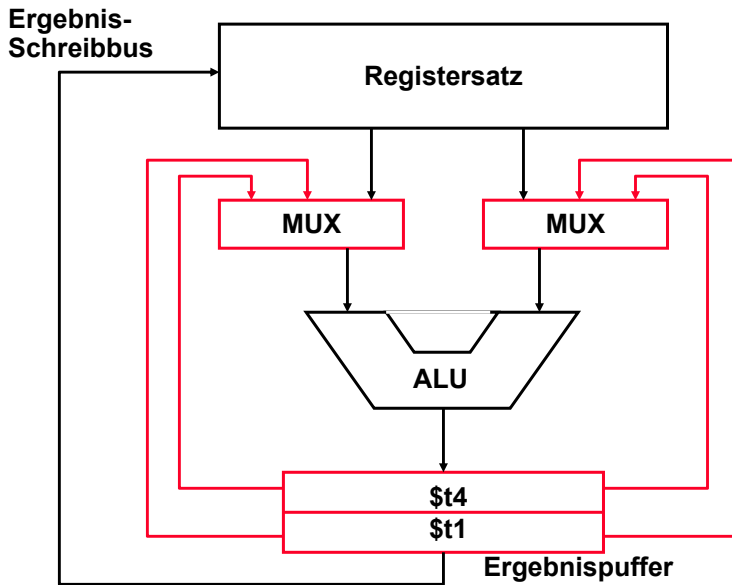 Ergebnis-
Schreibbus
Registersatz
MUX
MUX
ALU
$t4
$t1
Ergebnispuffer